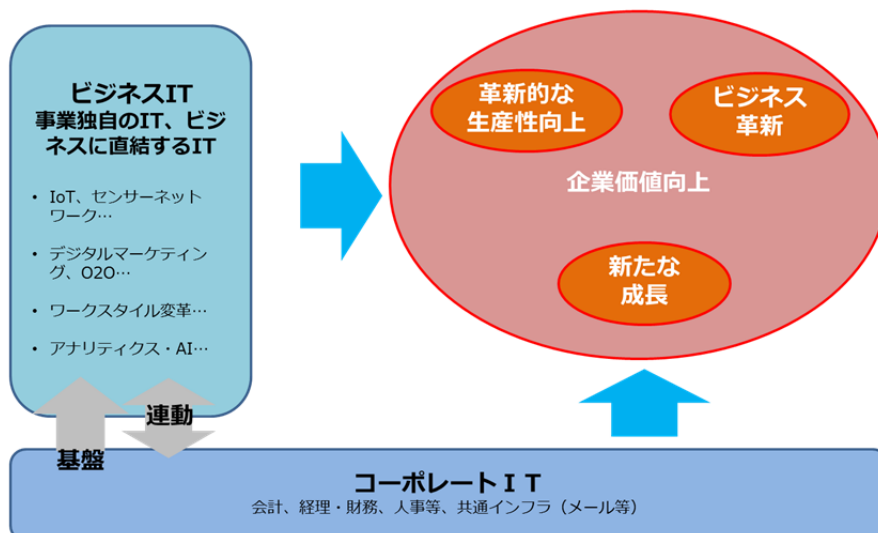 ビジネスIT
事業独自のIT、ビジ
ネスに直結するIT
• IoT、センサーネット
ワーク…
• デジタルマーケティ
ング、O2O…
• ワークスタイル変革…
• アナリティクス・AI…
革新的な
生産性向上
ビジネス
革新
企業価値向上
新たな
成長
連動
基盤
コーポレートＩＴ
会計、経理・財務、人事等、共通インフラ（メール等）